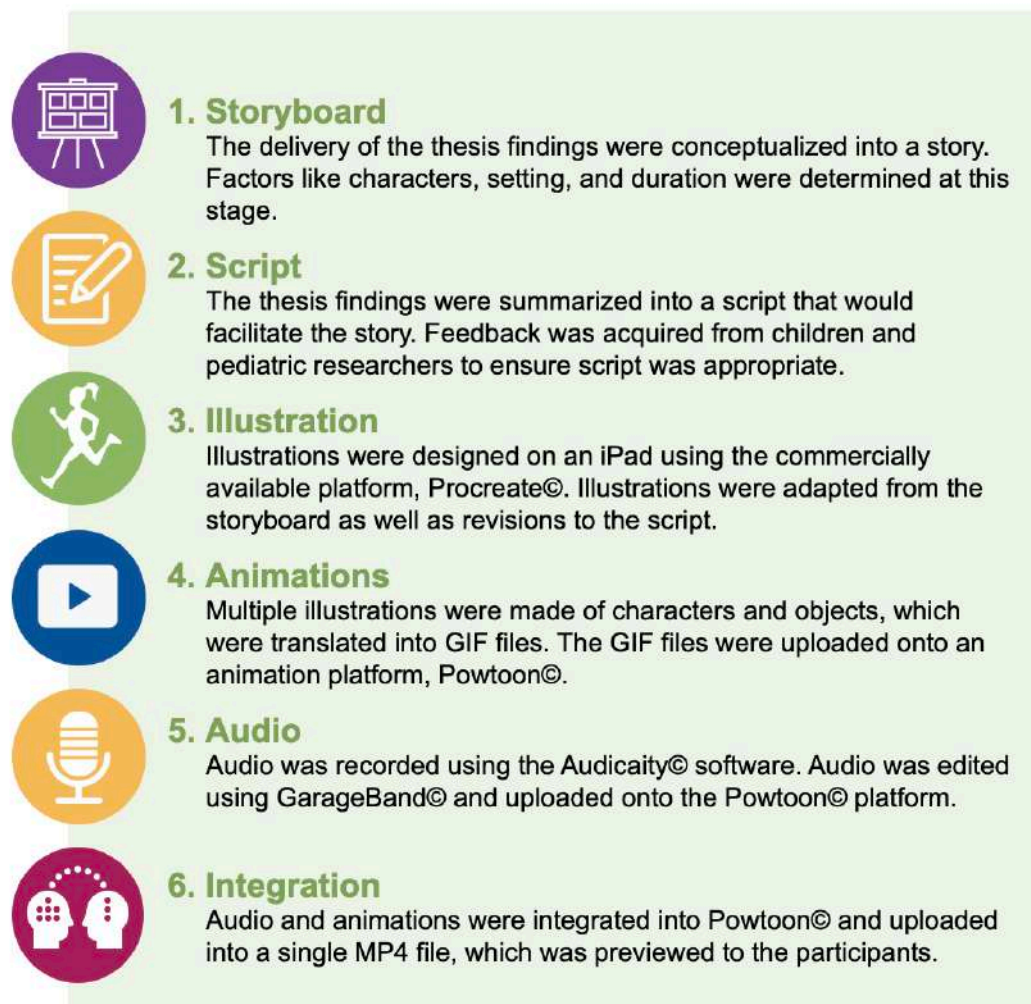 1. Storyboard
The delivery of the thesis findings were conceptualized into a story.
Factors like characters, setting, and duration were determined at this
stage.
2. Script
The thesis findings were summarized into a script that would
facilitate the story. Feedback was acquired from children and
pediatric researchers to ensure script was appropriate.
3. Illustration
Illustrations were designed on an iPad using the commercially
available platform, Procreate©. Illustrations were adapted from the
storyboard as well as revisions to the script.
4. Animations
Multiple illustrations were made of characters and objects, which
were translated into GIF files. The GIF files were uploaded onto an
animation platform, Powtoon©.
5. Audio
Audio was recorded using the Audicaity© software. Audio was edited
using GarageBand© and uploaded onto the Powtoon© platform.
6. Integration
Audio and animations were integrated into Powtoon© and uploaded
into a single MP4 file, which was previewed to the participants.